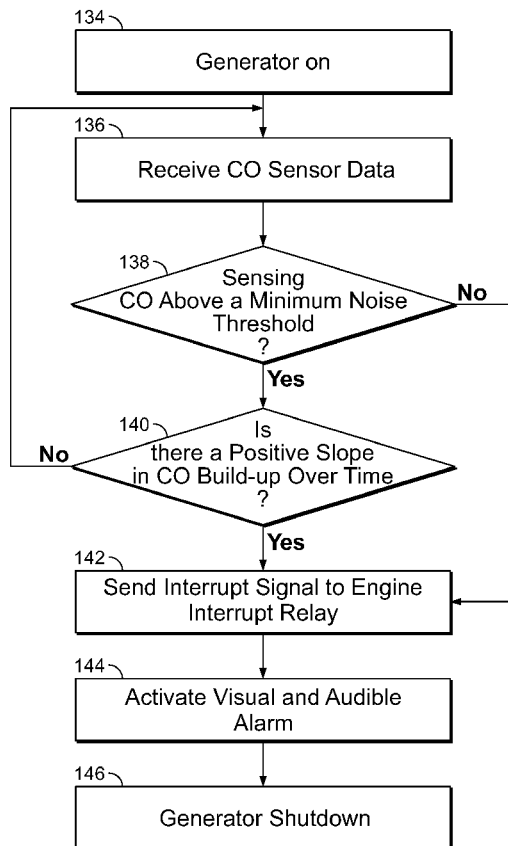 134
Generator on
136
Receive CO Sensor Data
138
Sensing
CO Above a Minimum Noise
Threshold
?
No
Yes
140
Is
there a Positive Slope
in CO Build-up Over Time
?
No
Yes
142
Send Interrupt Signal to Engine
Interrupt Relay
144
Activate Visual and Audible
Alarm
146
Generator Shutdown